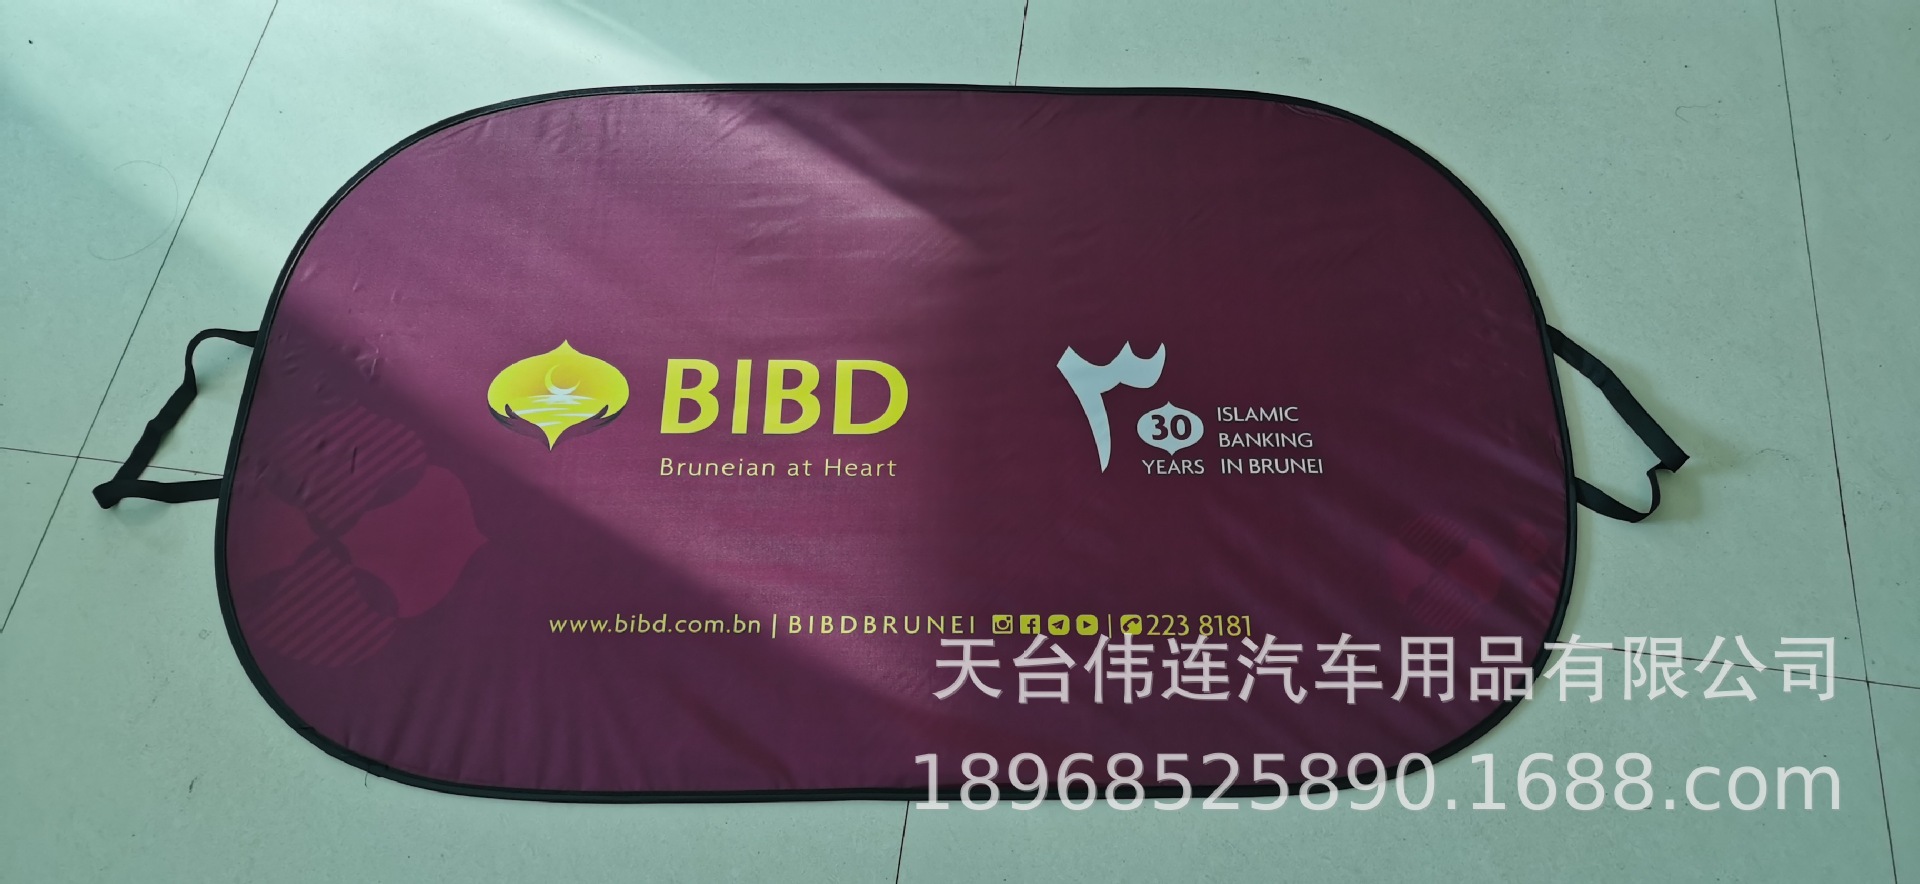 BIBD
Bruneian at Heart
٣
30
YEARS
ISLAMIC
BANKING
IN BRUNEI
www.bibd.com.bn | BIBDBRUNEI | 223 8181
天台伟连汽车用品有限公司
18968525890.1688.com